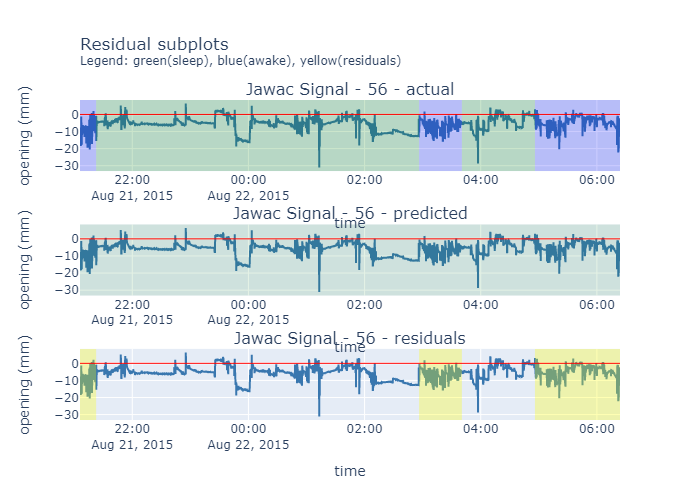 Residual subplots
Legend: green(sleep), blue(awake), yellow(residuals)
Jawac Signal - 56 - actual
opening (mm)
0
−10
−20
−30
22:00 00:00 02:00 04:00 06:00
Aug 21, 2015 Aug 22, 2015
Jawac Signal - 56 - predicted
time
opening (mm)
0
−10
−20
−30
22:00 00:00 02:00 04:00 06:00
Aug 21, 2015 Aug 22, 2015
Jawac Signal - 56 - residuals
time
opening (mm)
0
−10
−20
−30
22:00 00:00 02:00 04:00 06:00
Aug 21, 2015 Aug 22, 2015
time